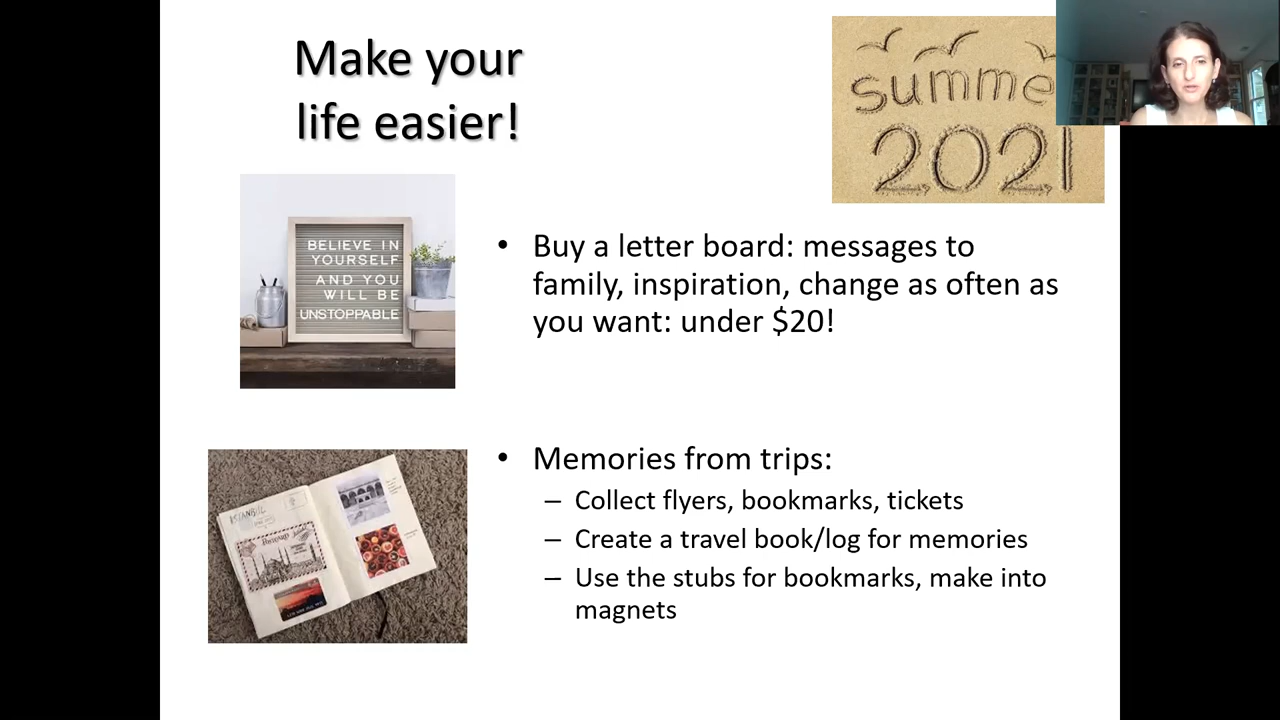 Make your
life easier!
summe
2021
BELIEVE IN
YOURSELF
AND YOU
WILL BE
UNSTOPPABLE
• Buy a letter board: messages to
family, inspiration, change as often as
you want: under $20!
• Memories from trips:
– Collect flyers, bookmarks, tickets
– Create a travel book/log for memories
– Use the stubs for bookmarks, make into
magnets
ISTANBUL